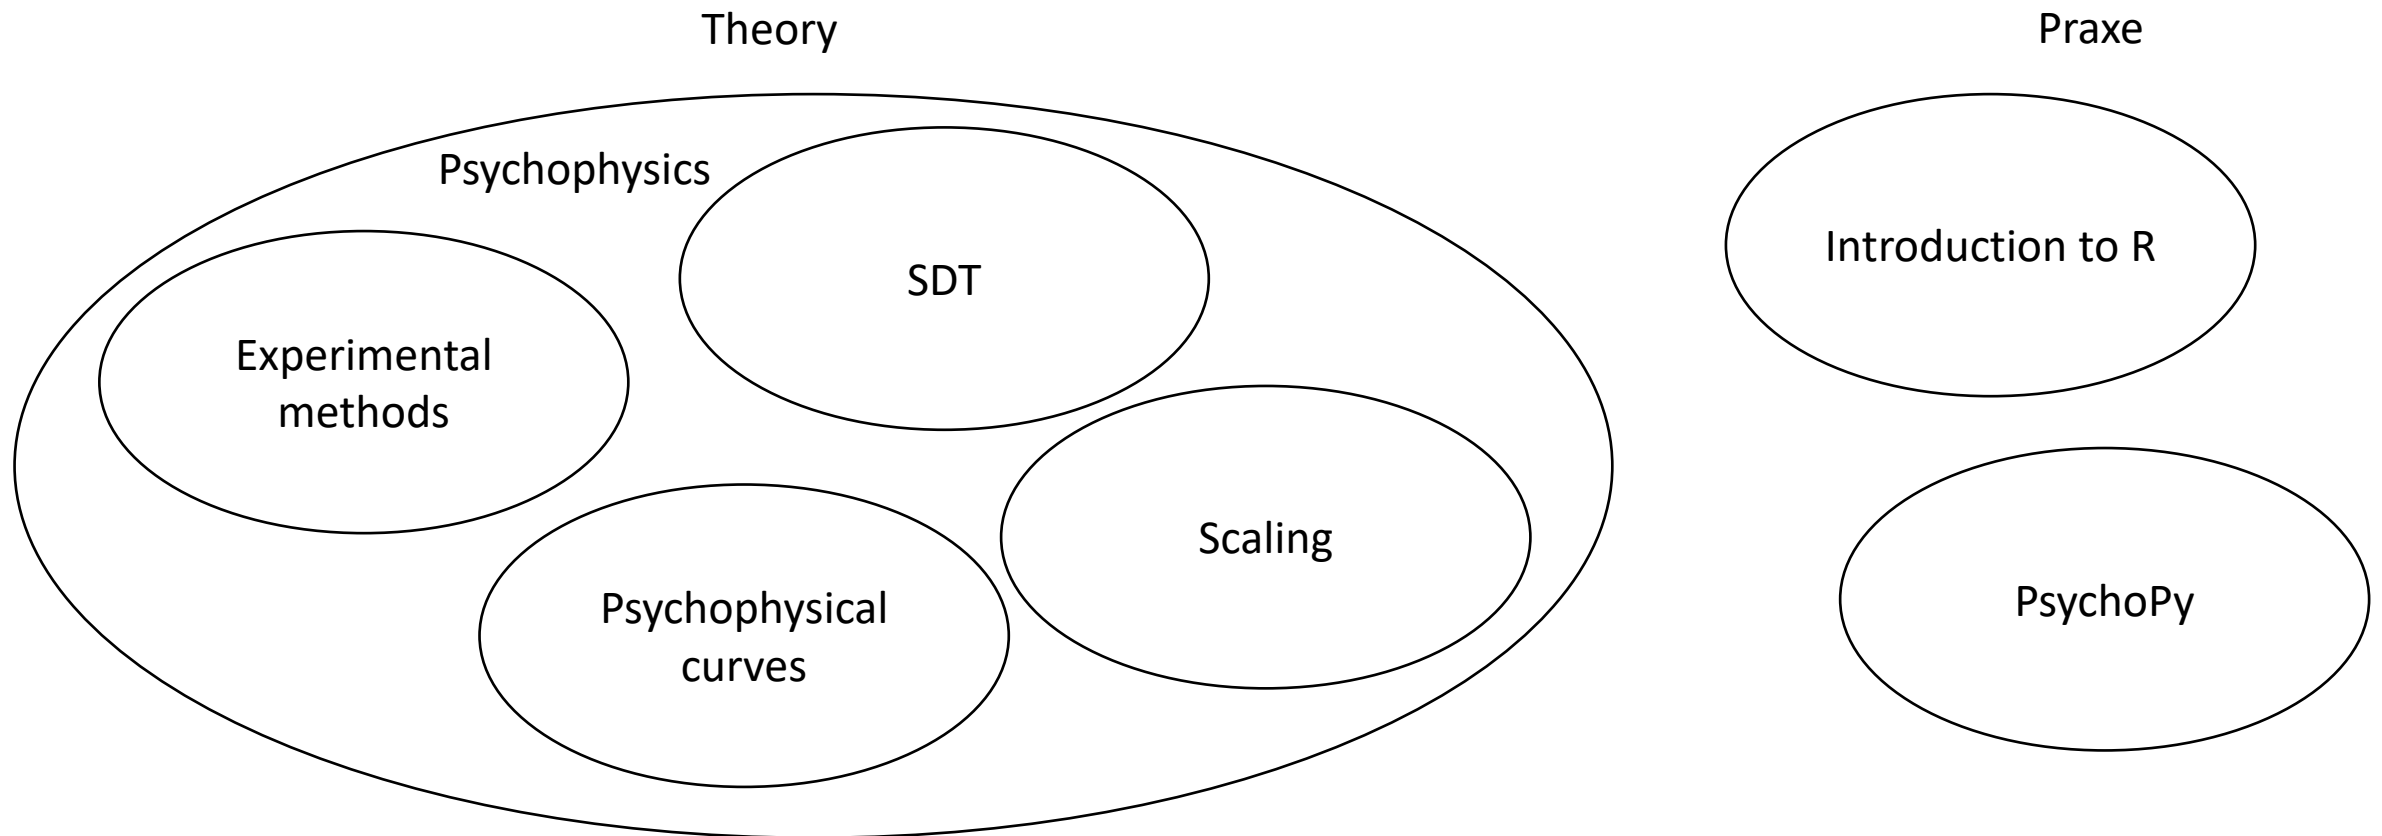 Theory
Praxe
Psychophysics
SDT
Experimental
methods
Scaling
Psychophysical
curves
Introduction to R
PsychoPy